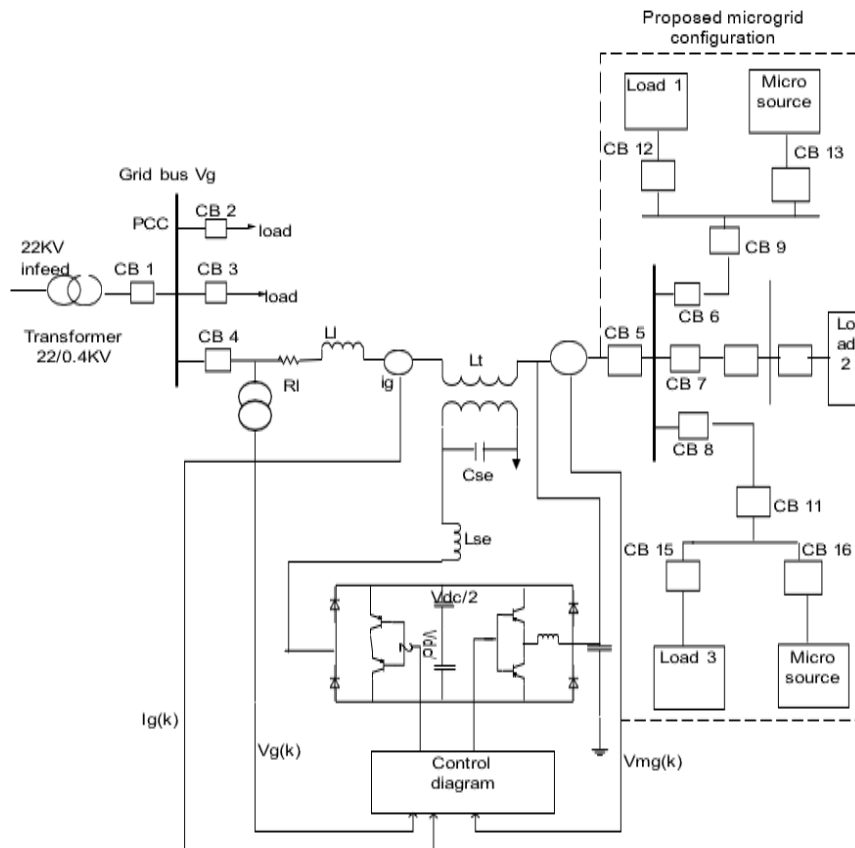 Proposed microgrid
configuration
Load 1
Micro
source
CB 12
CB 13
Grid bus Vg
PCC
CB 2
load
CB 9
22KV
infeed
CB 1
CB 3
load
CB 6
Transformer
22/0.4KV
CB 4
Ll
Rl
ig
Lt
CB 5
CB 7
Lo
ad
2
CB 8
Cse
CB 11
Lse
CB 15
CB 16
Vdc/2
Vdc/
2
Load 3
Micro
source
Ig(k)
Vg(k)
Control
diagram
Vmg(k)